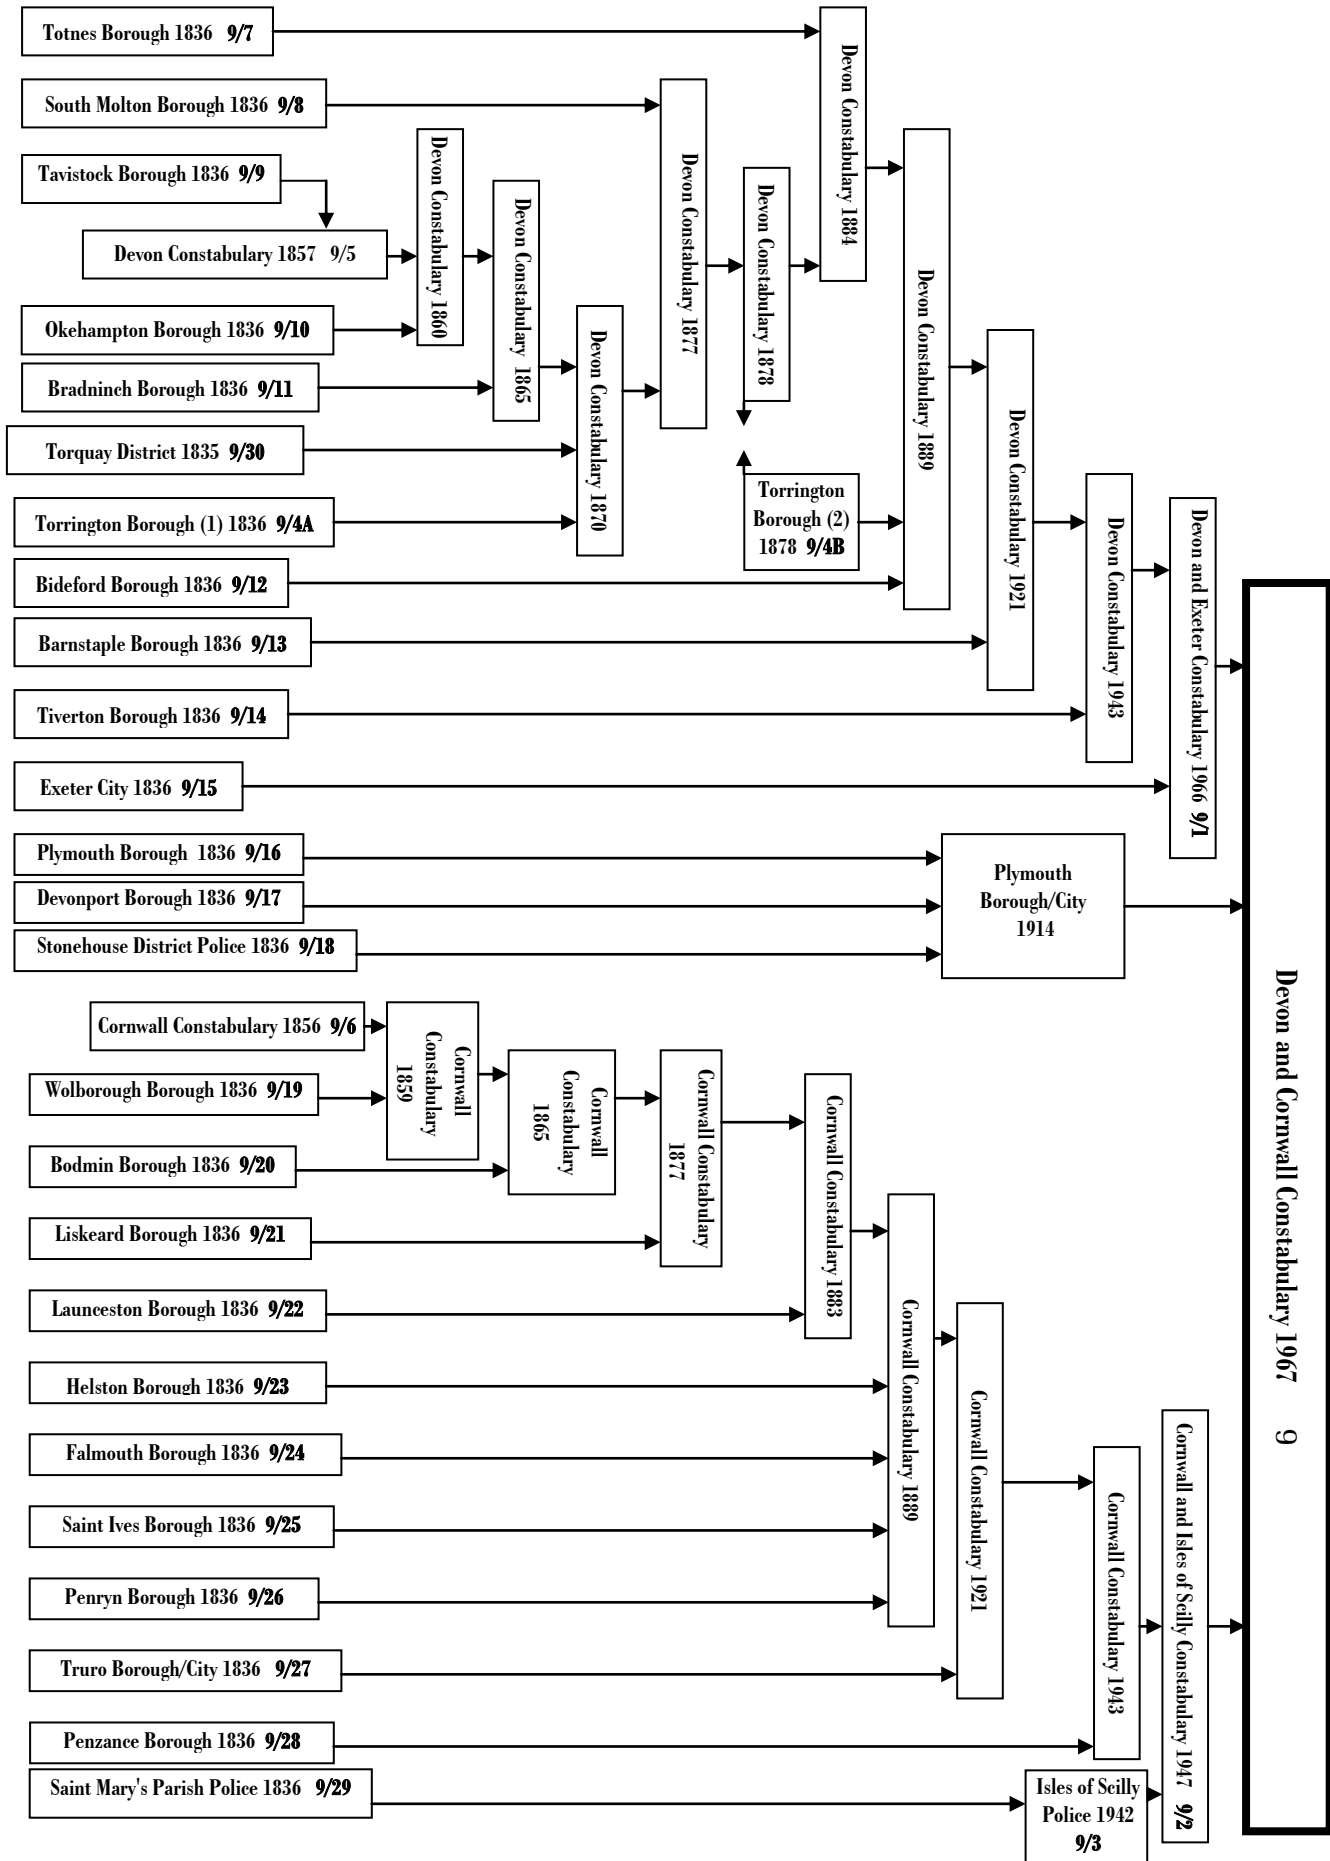 Totnes Borough 1836 9/7
South Molton Borough 1836 9/8
Tavistock Borough 1836 9/9
Devon Constabulary 1857 9/5
Okehampton Borough 1836 9/10
Bradninch Borough 1836 9/11
Torquay District 1835 9/30
Torrington Borough (1) 1836 9/4A
Bideford Borough 1836 9/12
Barnstaple Borough 1836 9/13
Tiverton Borough 1836 9/14
Exeter City 1836 9/15
Plymouth Borough 1836 9/16
Devonport Borough 1836 9/17
Stonehouse District Police 1836 9/18
Devon Constabulary 1860
Devon Constabulary 1865
Devon Constabulary 1870
Devon Constabulary 1877
Devon Constabulary 1878
Torrington
Borough (2)
1878 9/4B
Devon Constabulary 1884
Devon Constabulary 1889
Devon Constabulary 1921
Devon Constabulary 1943
Devon and Exeter Constabulary 1966 9/1
Plymouth
Borough/City
1914
Cornwall Constabulary 1856 9/6
Wolborough Borough 1836 9/19
Bodmin Borough 1836 9/20
Liskeard Borough 1836 9/21
Launceston Borough 1836 9/22
Helston Borough 1836 9/23
Falmouth Borough 1836 9/24
Saint Ives Borough 1836 9/25
Penryn Borough 1836 9/26
Truro Borough/City 1836 9/27
Penzance Borough 1836 9/28
Saint Mary's Parish Police 1836 9/29
Cornwall
Constabulary
1859
Cornwall
Constabulary
1865
Cornwall Constabulary
1877
Cornwall Constabulary 1883
Cornwall Constabulary 1889
Cornwall Constabulary 1921
Cornwall Constabulary 1943
Isles of Scilly
Police 1942
9/3
Cornwall and Isles of Scilly Constabulary 1947 9/2
Devon and Cornwall Constabulary 1967 9